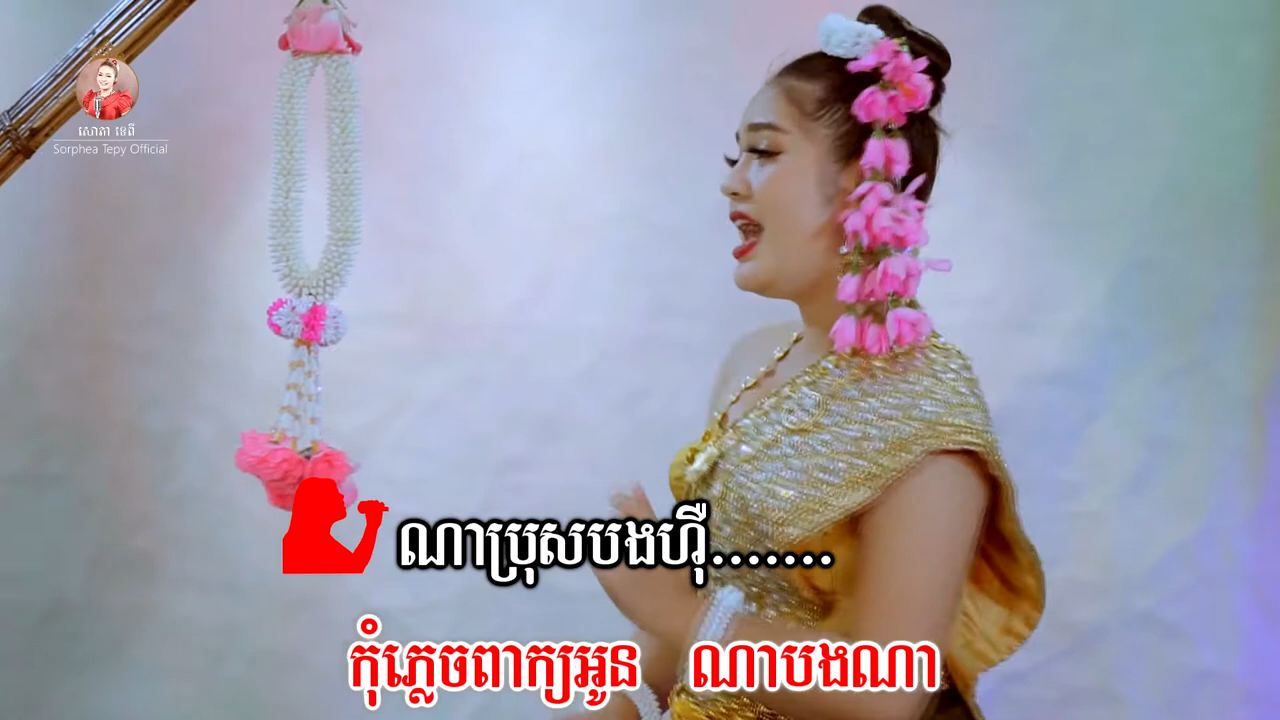 សោភា ទេពី
Sorphea Tepy Official
ណាប្រុសបងហ៊ឺ.......
កុំភ្លេចពាក្យអូន ណាបងណា